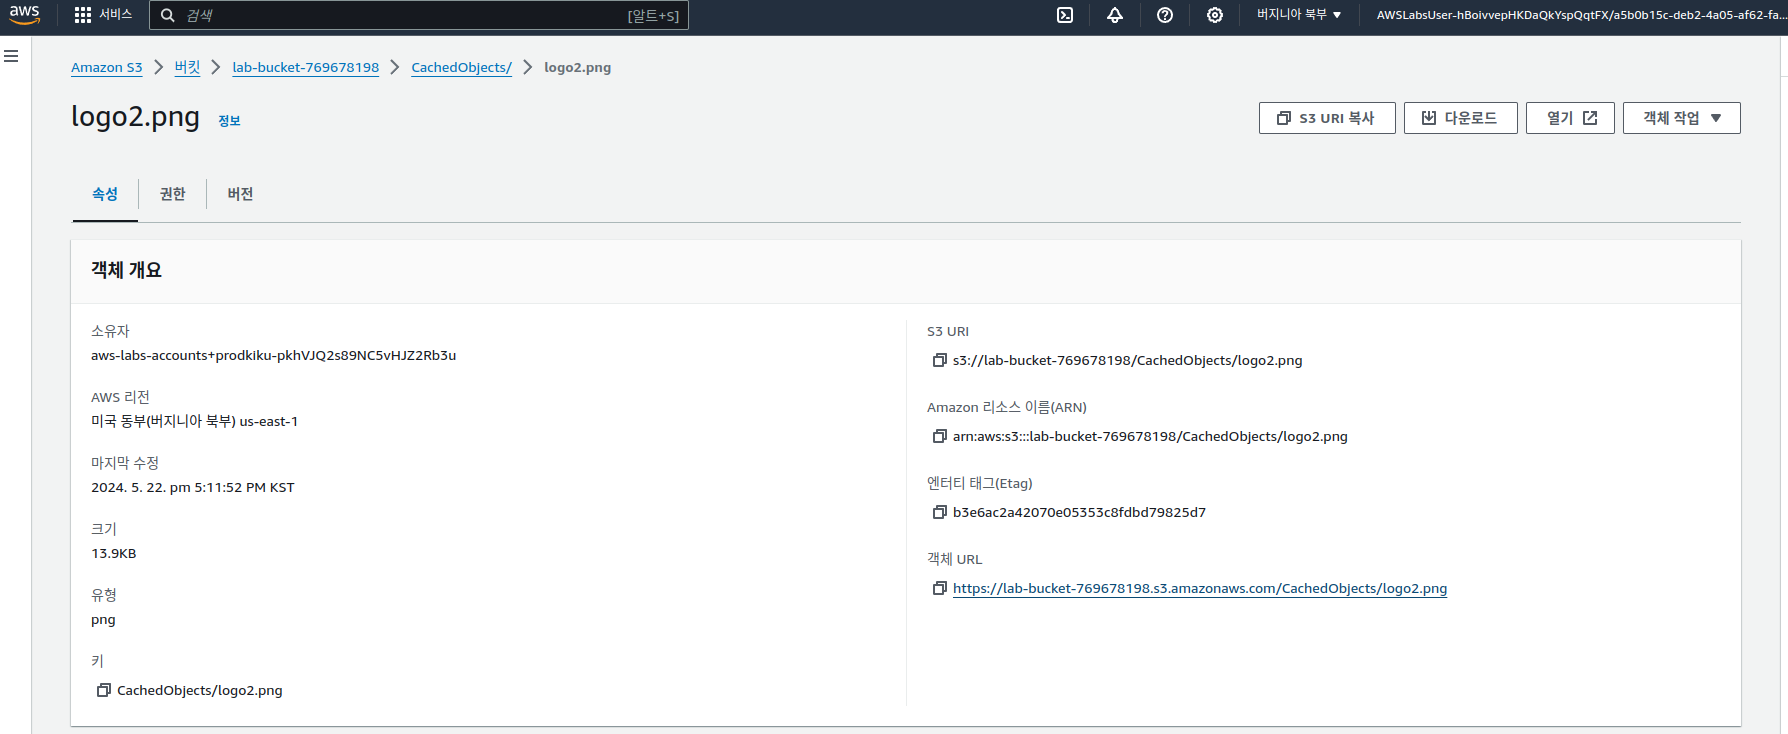 aws 서비스 검색 [알트+S] 버지니아 북부 AWSLabsUser-hBoivvepHKDaQkYspQqtFX/a5b0b15c-deb2-4a05-af62-fa...
Amazon S3 버킷 lab-bucket-769678198 CachedObjects/ logo2.png
logo2.png 정보 S3 URI 복사 다운로드 열기 객체 작업
속성 권한 버전
객체 개요
소유자
aws-labs-accounts+prodkiku-pkhVJQ2s89NC5vHJZ2Rb3u
AWS 리전
미국 동부(버지니아 북부) us-east-1
마지막 수정
2024. 5. 22. pm 5:11:52 PM KST
크기
13.9KB
유형
png
키
CachedObjects/logo2.png
S3 URI
s3://lab-bucket-769678198/CachedObjects/logo2.png
Amazon 리소스 이름(ARN)
arn:aws:s3:::lab-bucket-769678198/CachedObjects/logo2.png
엔터티 태그(Etag)
b3e6ac2a42070e05353c8fdbd79825d7
객체 URL
https://lab-bucket-769678198.s3.amazonaws.com/CachedObjects/logo2.png